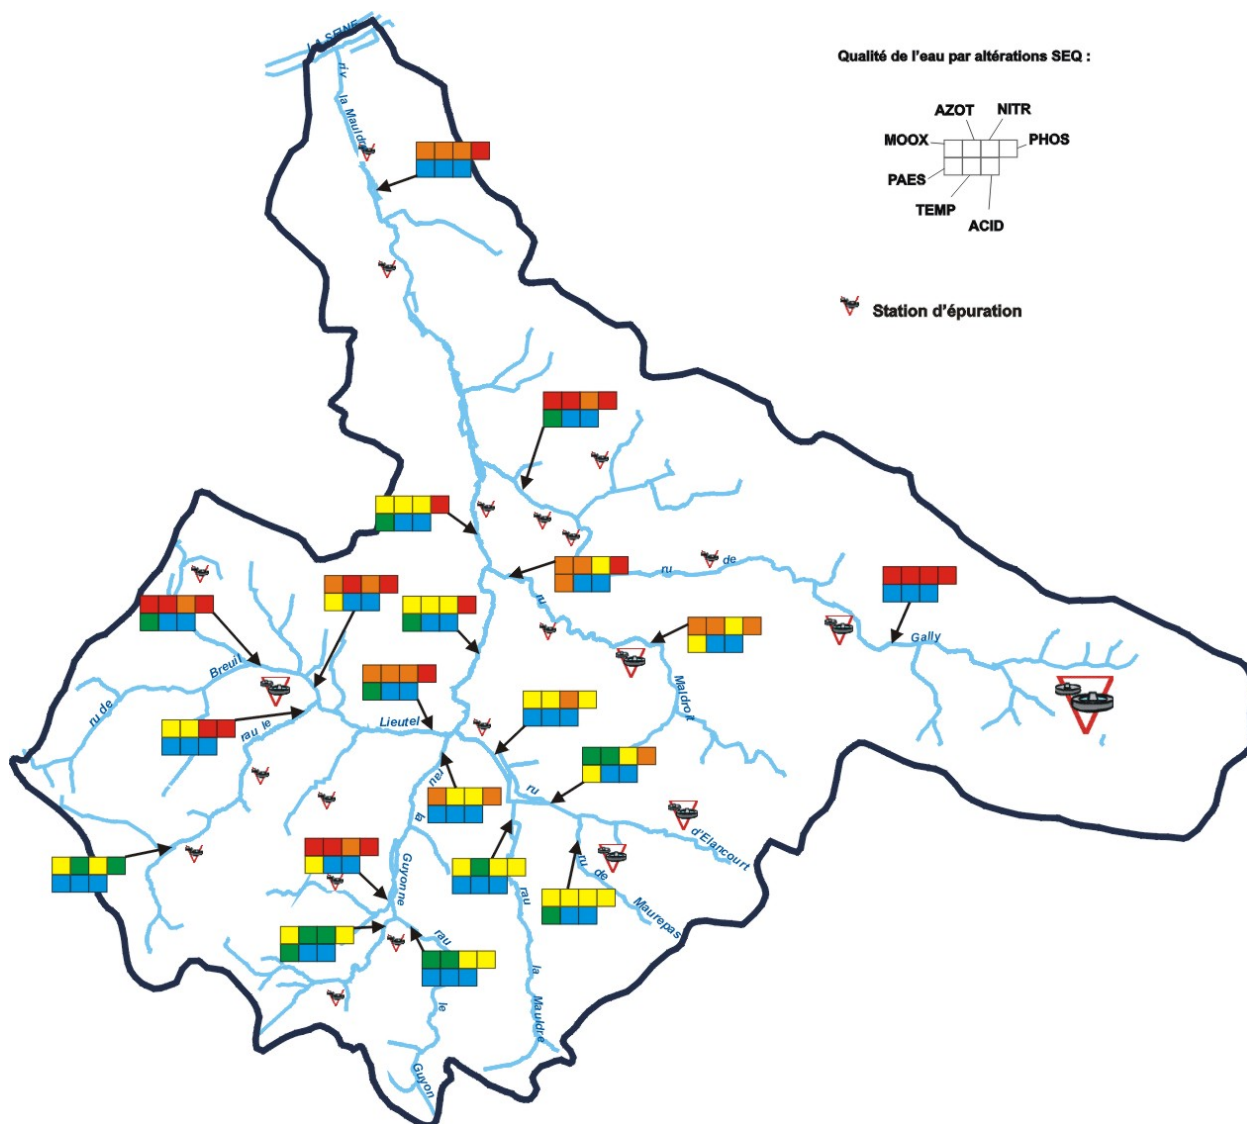 LA SEINE
riv
la Mauldre
Qualité de l'eau par altérations SEQ :
AZOT
NITR
MOOX
PHOS
PAES
TEMP
ACID
Station d'épuration
ru
de
Gally
ru
Maldroit
Breuil
ru de
rau le
Lieutel
rau
la
Guyonne
ru
d'Elancourt
ru
de
Maurepas
rau
la
Mauldre
rau
le
Guyon